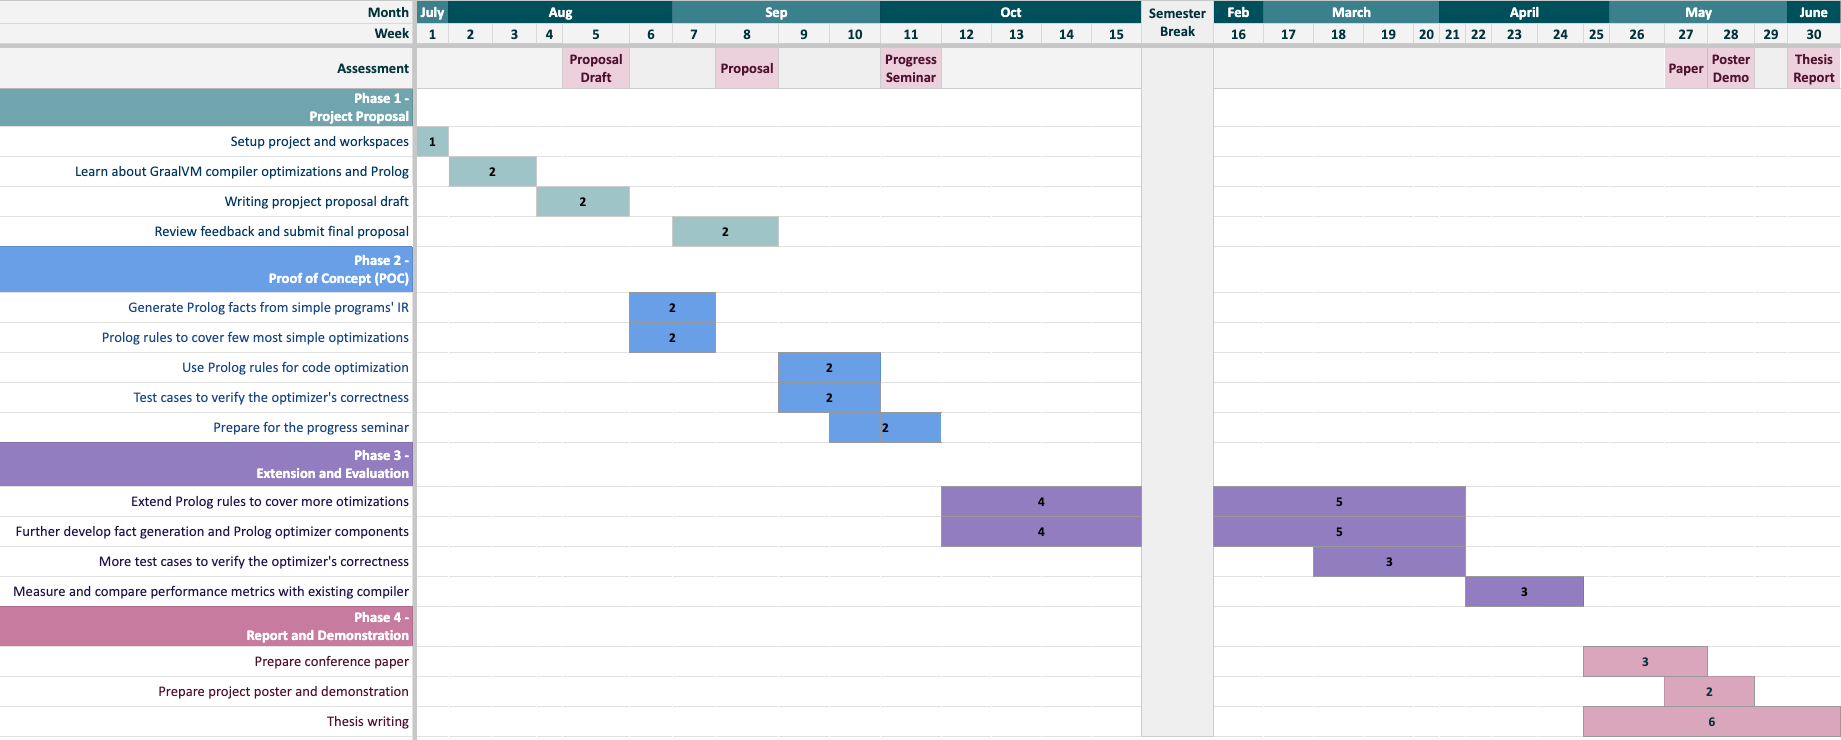 Month July Aug Sep Oct Semester Break Feb March April May June
Week 1 2 3 4 5 6 7 8 9 10 11 12 13 14 15 16 17 18 19 20 21 22 23 24 25 26 27 28 29 30
Assessment Proposal Draft Proposal Progress Seminar Paper Poster Demo Thesis Report
Phase 1 -
Project Proposal
Setup project and workspaces 1
Learn about GraalVM compiler optimizations and Prolog 2
Writing propject proposal draft 2
Review feedback and submit final proposal 2
Phase 2 -
Proof of Concept (POC)
Generate Prolog facts from simple programs' IR 2
Prolog rules to cover few most simple optimizations 2
Use Prolog rules for code optimization 2
Test cases to verify the optimizer's correctness 2
Prepare for the progress seminar 2
Phase 3 -
Extension and Evaluation
Extend Prolog rules to cover more otimizations 4 5
Further develop fact generation and Prolog optimizer components 4 5
More test cases to verify the optimizer's correctness 3
Measure and compare performance metrics with existing compiler 3
Phase 4 -
Report and Demonstration
Prepare conference paper 3
Prepare project poster and demonstration 2
Thesis writing 6